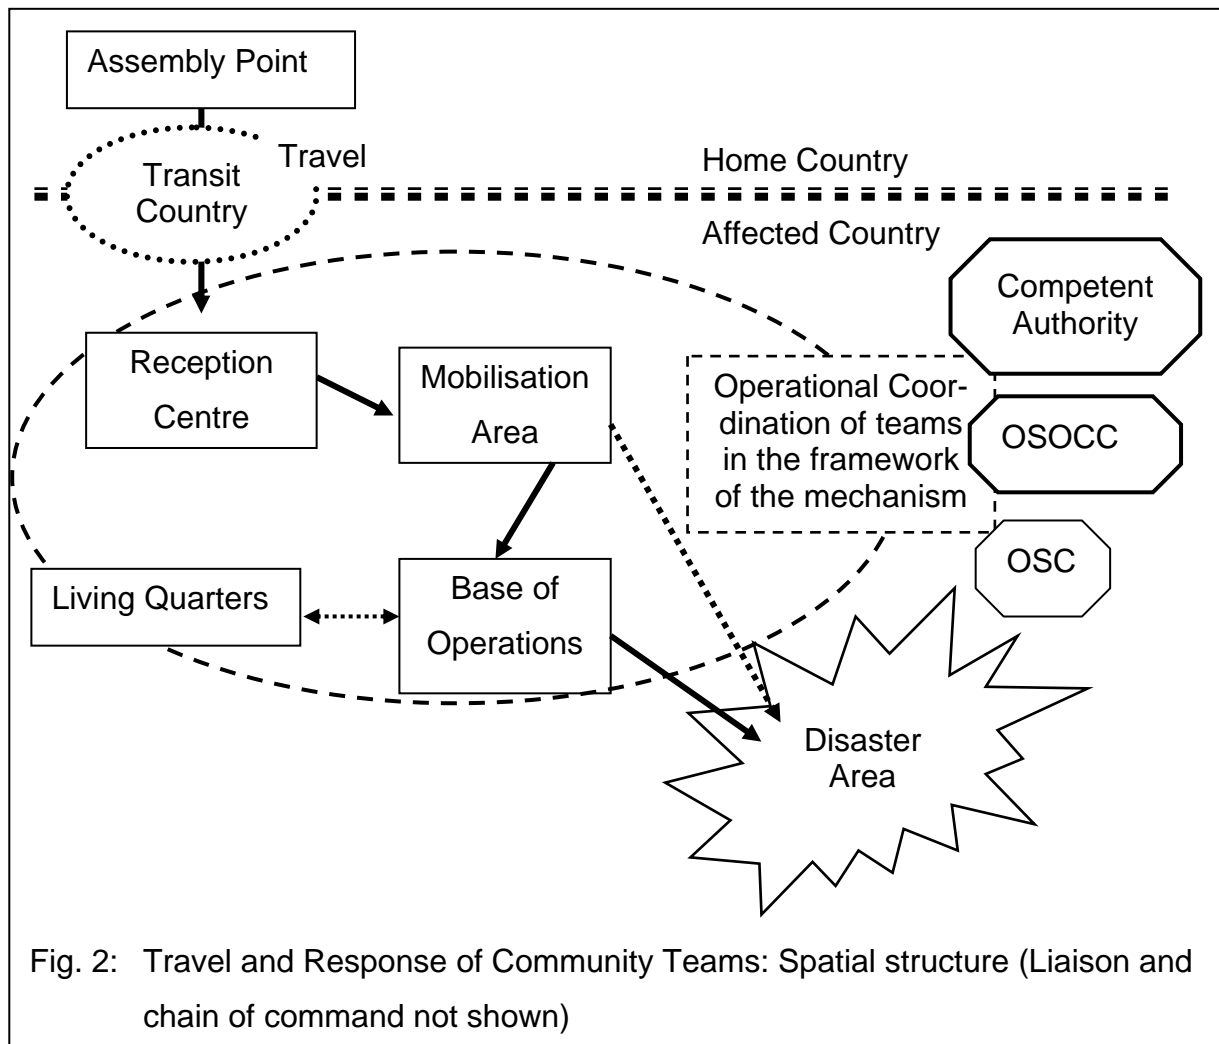 Assembly Point
Travel
Transit
Country
Home Country
Affected Country
Competent
Authority
Reception
Centre
Mobilisation
Area
Operational Coor-
dination of teams
in the framework
of the mechanism
OSOCC
OSC
Living Quarters
Base of
Operations
Disaster
Area
Fig. 2: Travel and Response of Community Teams: Spatial structure (Liaison and
chain of command not shown)